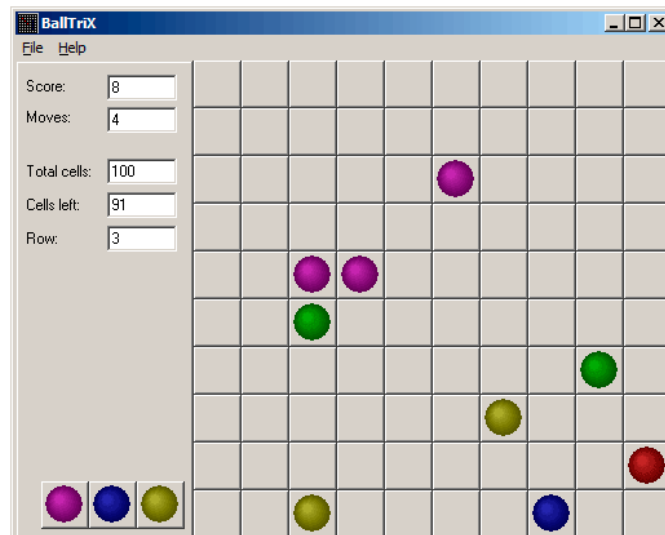 BallTriX
File Help
Score: 8
Moves: 4
Total cells: 100
Cells left: 91
Row: 3